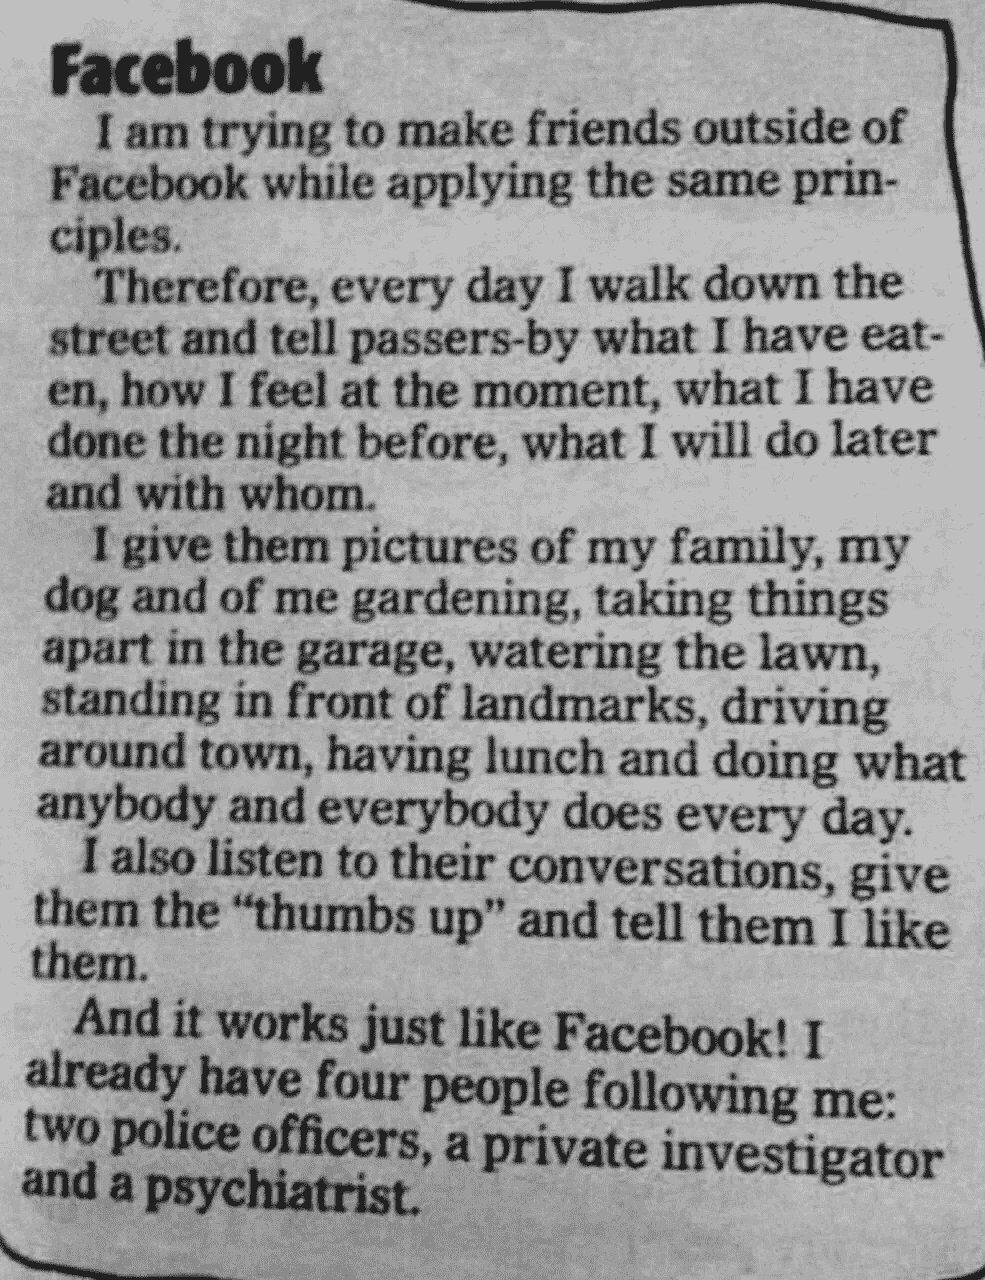 Facebook
I am trying to make friends outside of
Facebook while applying the same prin-
ciples.
Therefore, every day I walk down the
street and tell passers-by what I have eat-
en, how I feel at the moment, what I have
done the night before, what I will do later
and with whom.
I give them pictures of my family, my
dog and of me gardening, taking things
apart in the garage, watering the lawn,
standing in front of landmarks, driving
around town, having lunch and doing what
anybody and everybody does every day.
I also listen to their conversations, give
them the “thumbs up” and tell them I like
them.
And it works just like Facebook! I
already have four people following me:
two police officers, a private investigator
and a psychiatrist.